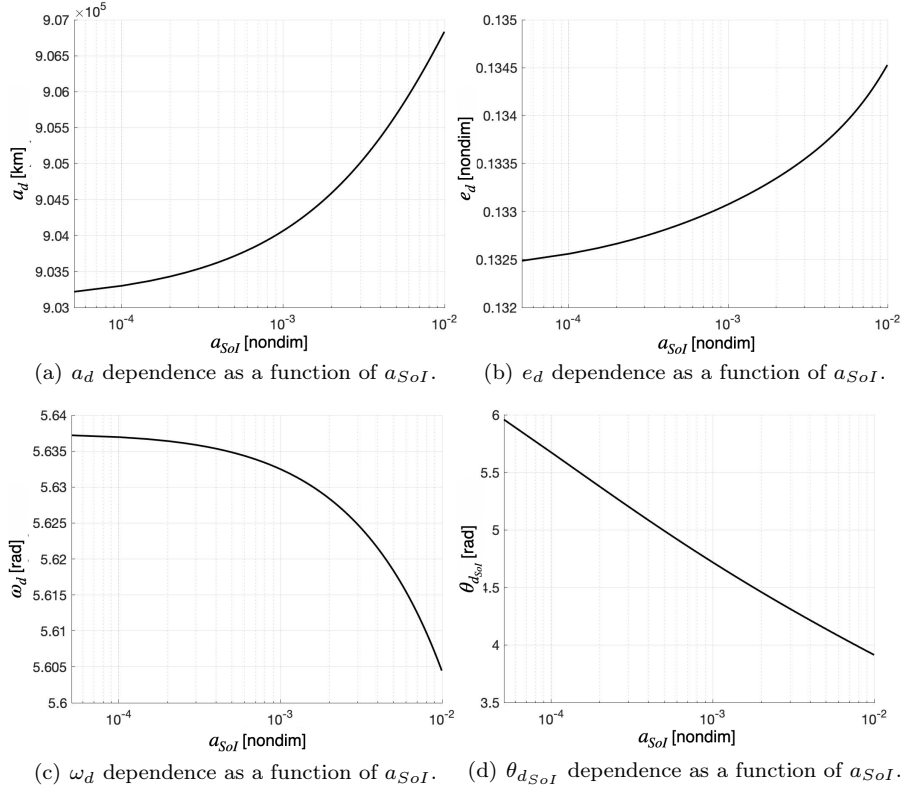 ×10⁵
9.07
9.065
9.06
9.055
9.05
9.045
9.04
9.035
9.03
a_d [km]
10⁻⁴ 10⁻³ 10⁻²
a_SoI [nondim]
(a) a_d dependence as a function of a_SoI.
0.135
0.1345
0.134
0.1335
0.133
0.1325
0.132
e_d [nondim]
10⁻⁴ 10⁻³ 10⁻²
a_SoI [nondim]
(b) e_d dependence as a function of a_SoI.
5.64
5.635
5.63
5.625
5.62
5.615
5.61
5.605
5.6
ω_d [rad]
10⁻⁴ 10⁻³ 10⁻²
a_SoI [nondim]
(c) ω_d dependence as a function of a_SoI.
6
5.5
5
4.5
4
3.5
θ_d_SoI [rad]
10⁻⁴ 10⁻³ 10⁻²
a_SoI [nondim]
(d) θ_d_SoI dependence as a function of a_SoI.